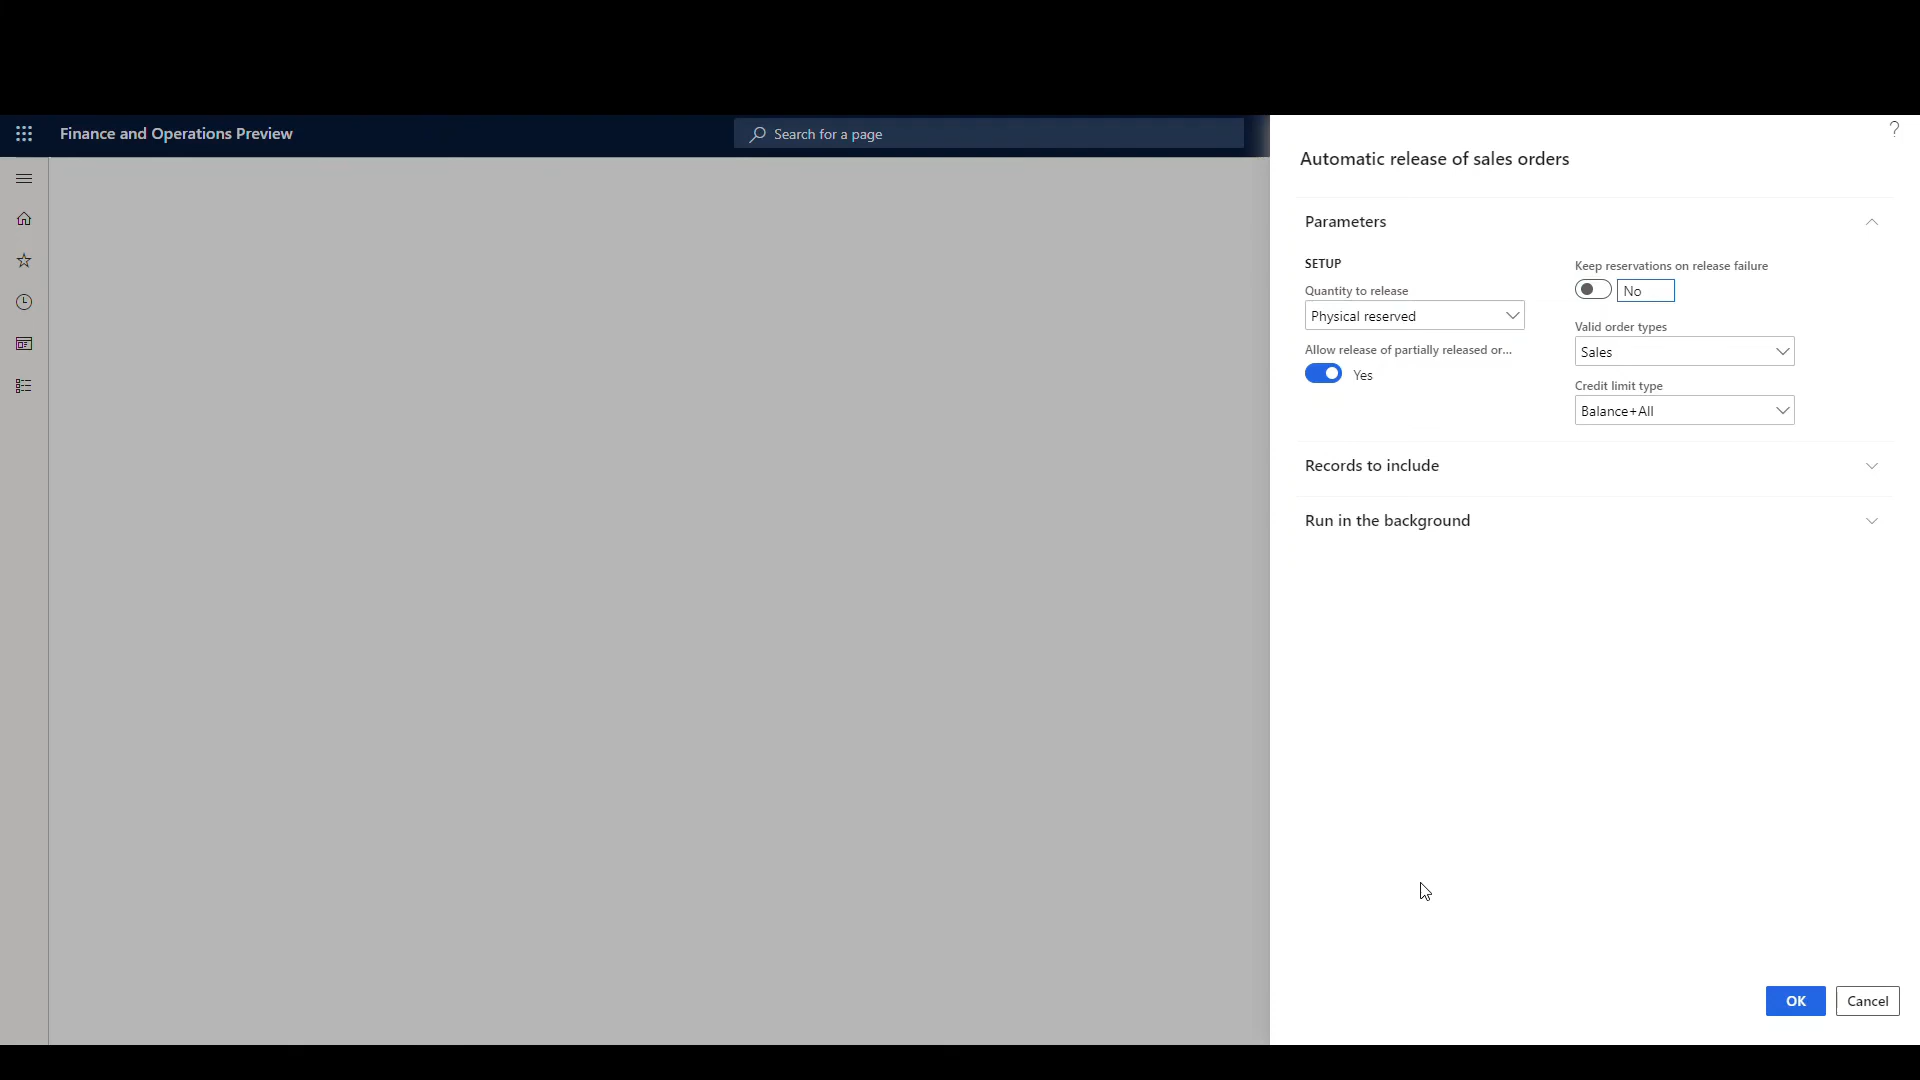 Finance and Operations Preview
Search for a page
?
Automatic release of sales orders
Parameters
SETUP
Quantity to release
Physical reserved
Allow release of partially released or...
Yes
Keep reservations on release failure
No
Valid order types
Sales
Credit limit type
Balance+All
Records to include
Run in the background
OK
Cancel